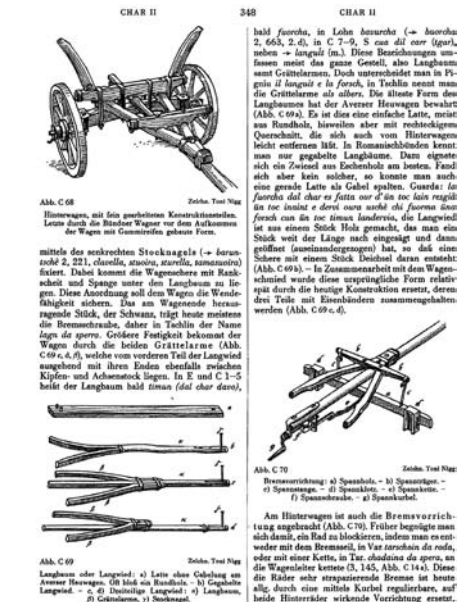 CHAR II
348
CHAR II
Abb. C 68
Zeichn. Toni Nigg
Hinterwagen, mit fein gearbeiteten Konstruktionsteilen.
Letzte durch die Bündner Wagner vor dem Aufkommen
der Wagen mit Gummireifen gebaute Form.
mittels des senkrechten Stocknagels (→ barun-
tschè 2, 221, clavella, stuvira, sturella,
fixiert. Dabei kommt die Wagenschere mit Rank-
scheit und Spange unter den Langbaum zu lie-
gen. Diese Anordnung soll dem Wagen die Wende-
fähigkeit sichern. Das am Wagenende heraus-
ragende Stück, der Schwanz, trägt heute meistens
die Bremsschraube, daher in Tschlin der Name
lagn da sperra. Größere Festigkeit bekommt der
Wagen durch die beiden Grättelarme (Abb.
C 69 c, d, β), welche vom vorderen Teil der Langwied
ausgehend mit ihren Enden ebenfalls zwischen
Kipfen- und Achsenstock liegen. In E und C 1–5
heißt der Langbaum bald timun (dal char davo),
a
b
c
d
Abb. C 69
Zeichn. Toni Nigg
Langbaum oder Langwied: a) Latte ohne Gabelung am
Averser Heuwagen. Oft bloß ein Rundholz. – b) Gegabelte
Langwied. – c, d) Dreiteilige Langwied: α) Langbaum,
β) Grättelarme, γ) Stocknagel.
bald fuorcha, in Lohn bavurcha (→ buorcha
2, 663, 2. d), in C 7–9, S cua dil carr (tgar),
neben → languit (m.). Diese Bezeichnungen um-
fassen meist das ganze Gestell, also Langbaum
samt Grättelarmen. Doch unterscheidet man in Pi-
gniu il languit e la forsch, in Tschlin nennt man
die Grättelarme als albers. Die älteste Form des
Langbaumes hat der Averser Heuwagen bewahrt
(Abb. C 69 a). Es ist dies eine einfache Latte, meist
aus Rundholz, bisweilen aber mit rechteckigem
Querschnitt, die sich auch vom Hinterwagen
leicht entfernen läßt. In Romanischbünden kennt
man nur gegabelte Langbäume. Dazu eignete
sich ein Zwiesel aus Eschenholz am besten. Fand
sich aber kein solcher, so konnte man auch
eine gerade Latte als Gabel spalten. Guarda: la
fuorcha dal char es fatta our d'ün toc lain rezgià
ün toc inaint e dervi oura uschè chi fuorma üna
forsch cun ün toc timun landervia, die Langwied
ist aus einem Stück Holz gemacht, das man ein
Stück weit der Länge nach eingesägt und dann
geöffnet (auseinandergezogen) hat, so daß eine
Schere mit einem Stück Deichsel daran entsteht
(Abb. C 69 b). – In Zusammenarbeit mit dem Wagen-
schmied wurde diese ursprüngliche Form relativ
spät durch die heutige Konstruktion ersetzt, deren
drei Teile mit Eisenbändern zusammengehalten
werden (Abb. C 69 c, d).
Abb. C 70
Zeichn. Toni Nigg
Bremsvorrichtung: a) Spannholz. – b) Spannträger. –
c) Spannstange. – d) Spannklotz. – e) Spannkette. –
f) Spannschraube. – g) Spannkurbel.
Am Hinterwagen ist auch die Bremsvorrich-
tung angebracht (Abb. C 70). Früher begnügte man
sich damit, ein Rad zu blockieren, indem man es ent-
weder mit dem Bremsseil, in Vaz tarschain da roda,
oder mit einer Kette, in Tar. chadaina da spera, an
die Wagenleiter kettete (3, 145, Abb. C 14 a). Diese
die Räder sehr strapazierende Bremse ist heute
allg. durch eine mittels Kurbel regulierbare, auf
beide Hinterräder wirkende Vorrichtung ersetzt.